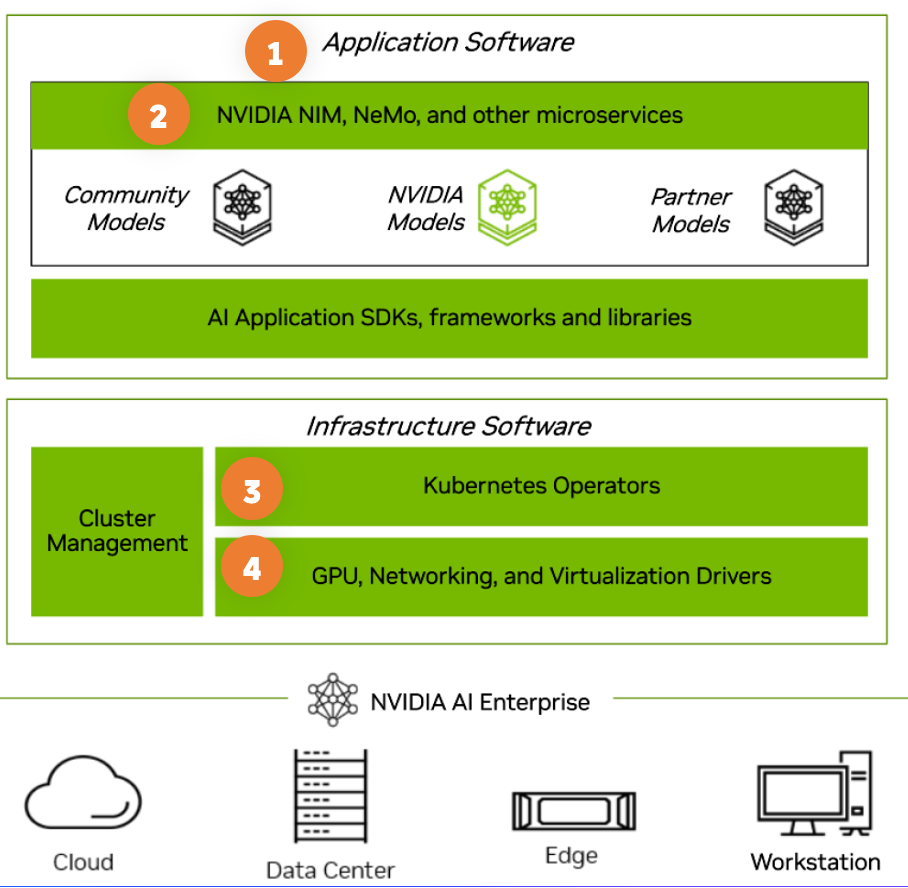 1
Application Software
2
NVIDIA NIM, NeMo, and other microservices
Community
Models
NVIDIA
Models
Partner
Models
AI Application SDKs, frameworks and libraries
Infrastructure Software
Cluster
Management
3
Kubernetes Operators
4
GPU, Networking, and Virtualization Drivers
NVIDIA AI Enterprise
Cloud
Data Center
Edge
Workstation